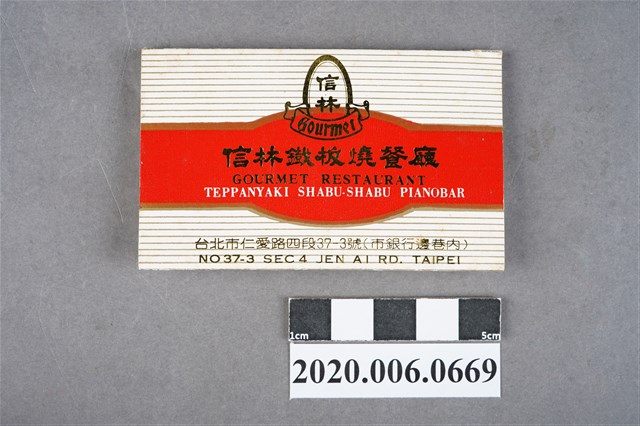 信
林
Gourmet
信林鐵板燒餐廳
GOURMET RESTAURANT
TEPPANYAKI SHABU-SHABU PIANOBAR
台北市仁愛路四段37-3號(市銀行邊巷內)
NO 37-3 SEC 4 JEN AI RD. TAIPEI
1cm 5cm
2020.006.0669